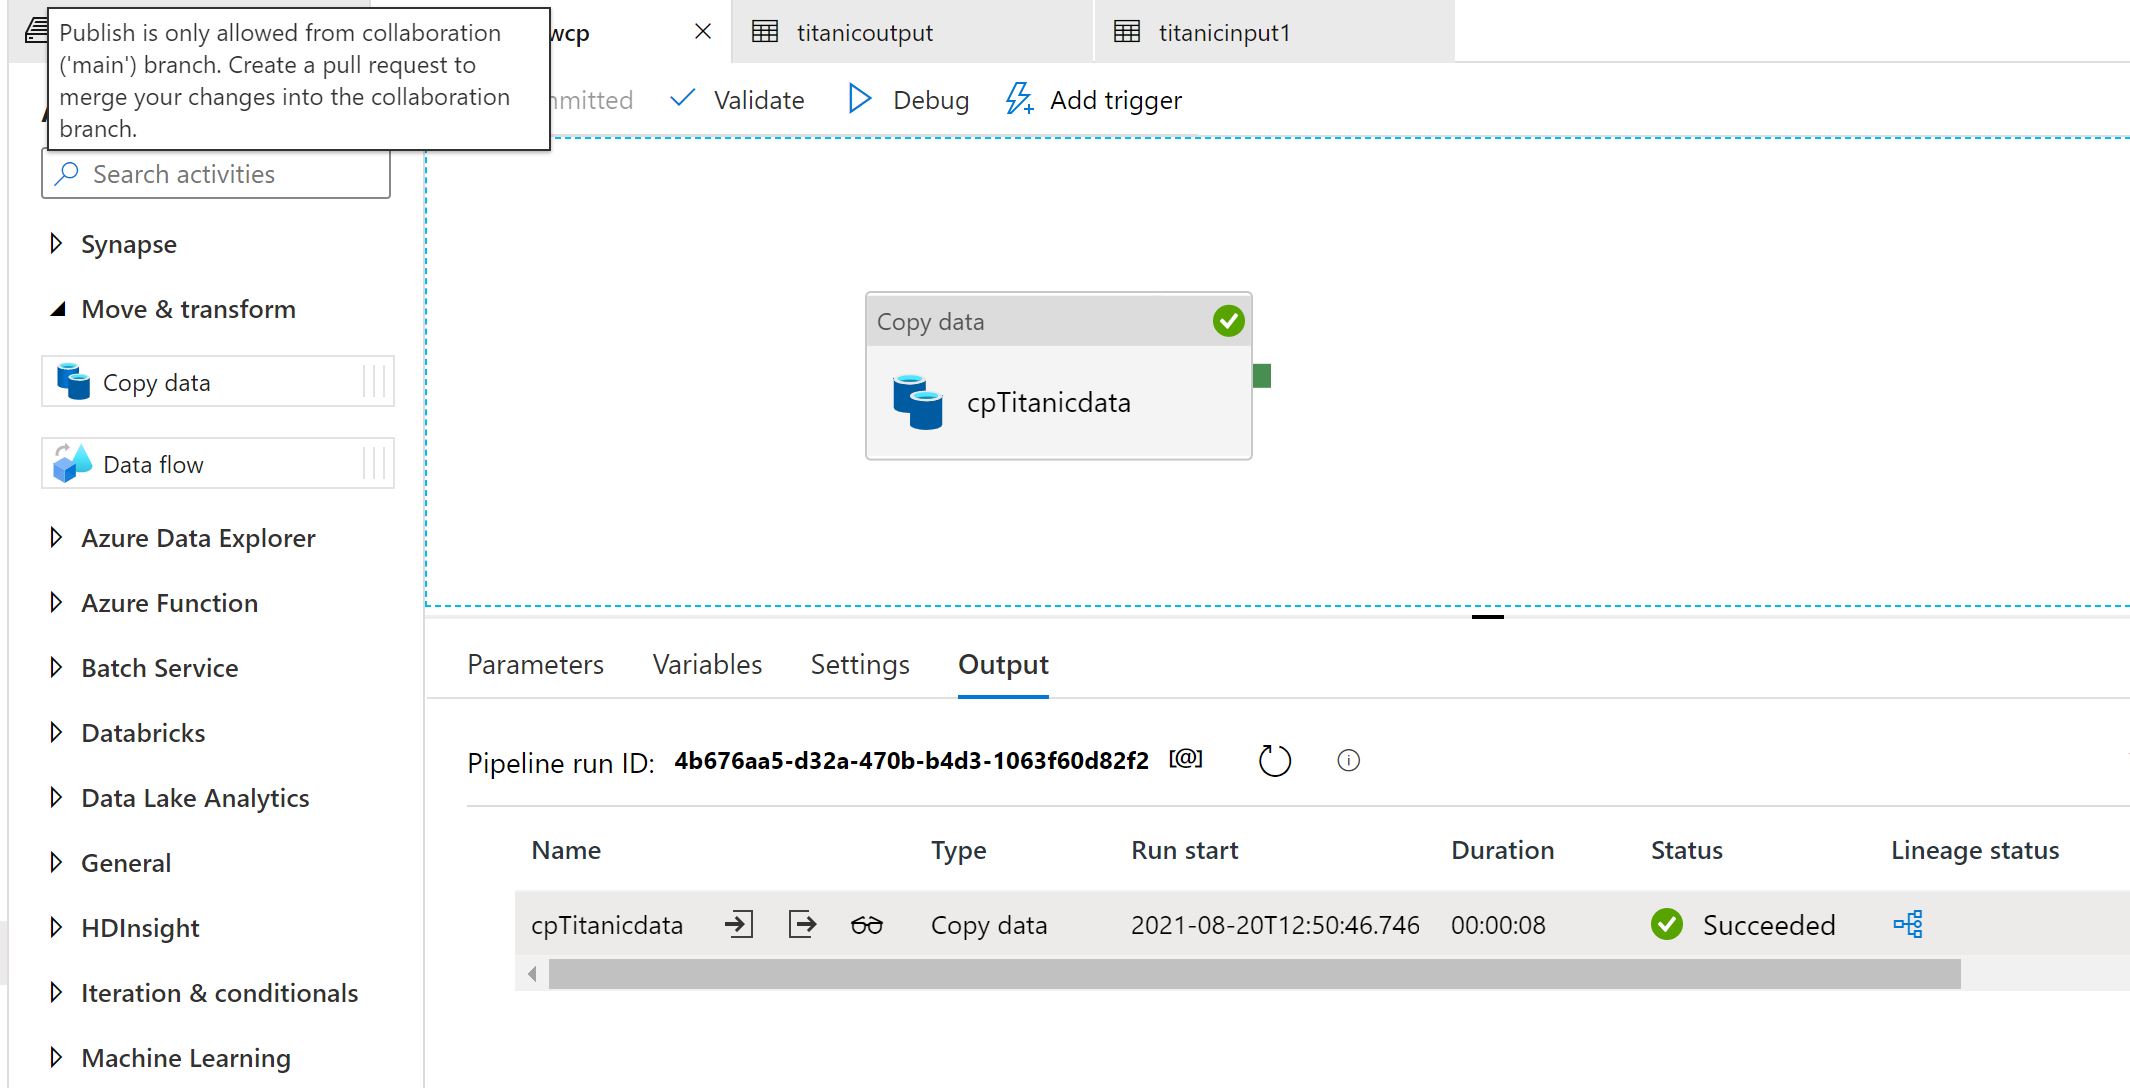 Publish is only allowed from collaboration
('main') branch. Create a pull request to
merge your changes into the collaboration
branch.
wcp
titanicoutput
titanicinput1
mmitted
Validate
Debug
Add trigger
Search activities
Synapse
Move & transform
Copy data
Data flow
Azure Data Explorer
Azure Function
Batch Service
Databricks
Data Lake Analytics
General
HDInsight
Iteration & conditionals
Machine Learning
Copy data
cpTitanicdata
Parameters Variables Settings Output
Pipeline run ID: 4b676aa5-d32a-470b-b4d3-1063f60d82f2 [@]
Name Type Run start Duration Status Lineage status
cpTitanicdata Copy data 2021-08-20T12:50:46.746 00:00:08 Succeeded